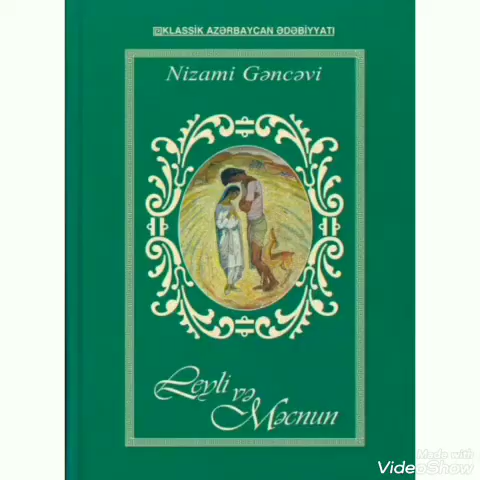 KLASSİK AZƏRBAYCAN ƏDƏBİYYATI
Nizami Gəncəvi
Leyli
və
Məcnun
Made with
VideoShow